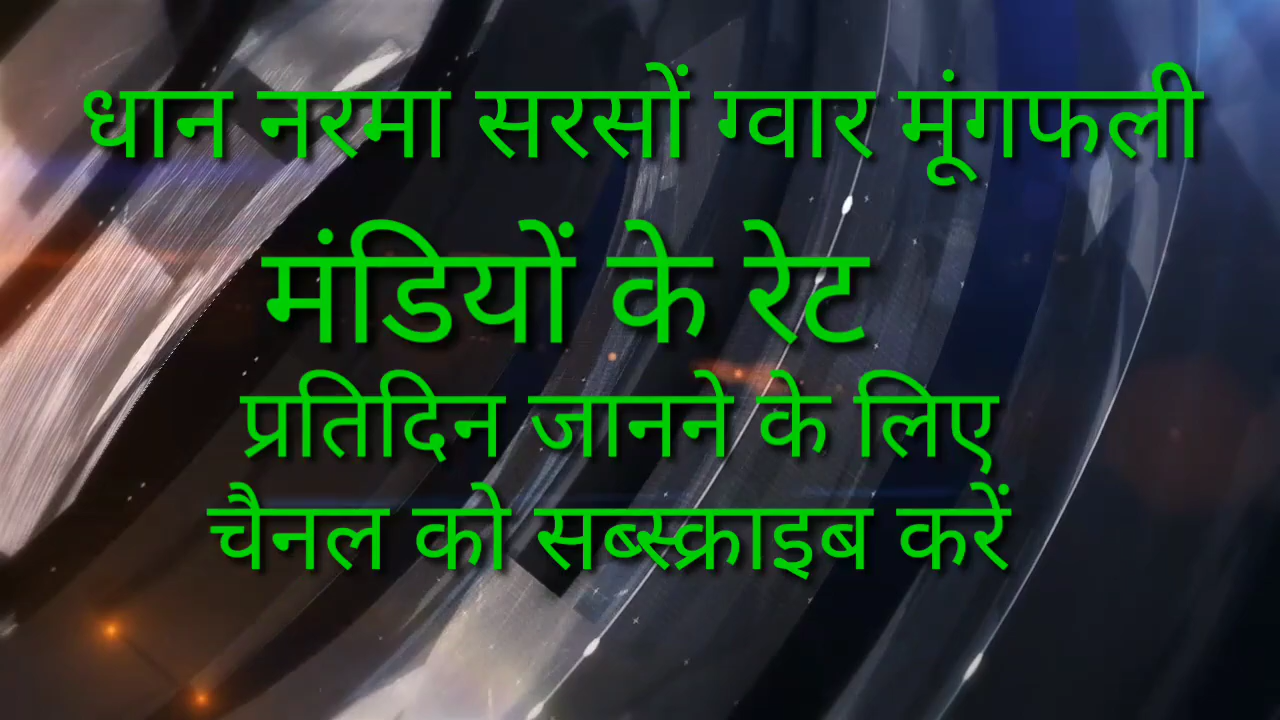 धान नरमा सरसों ग्वार मूंगफली
मंडियों के रेट
प्रतिदिन जानने के लिए
चैनल को सब्स्क्राइब करें